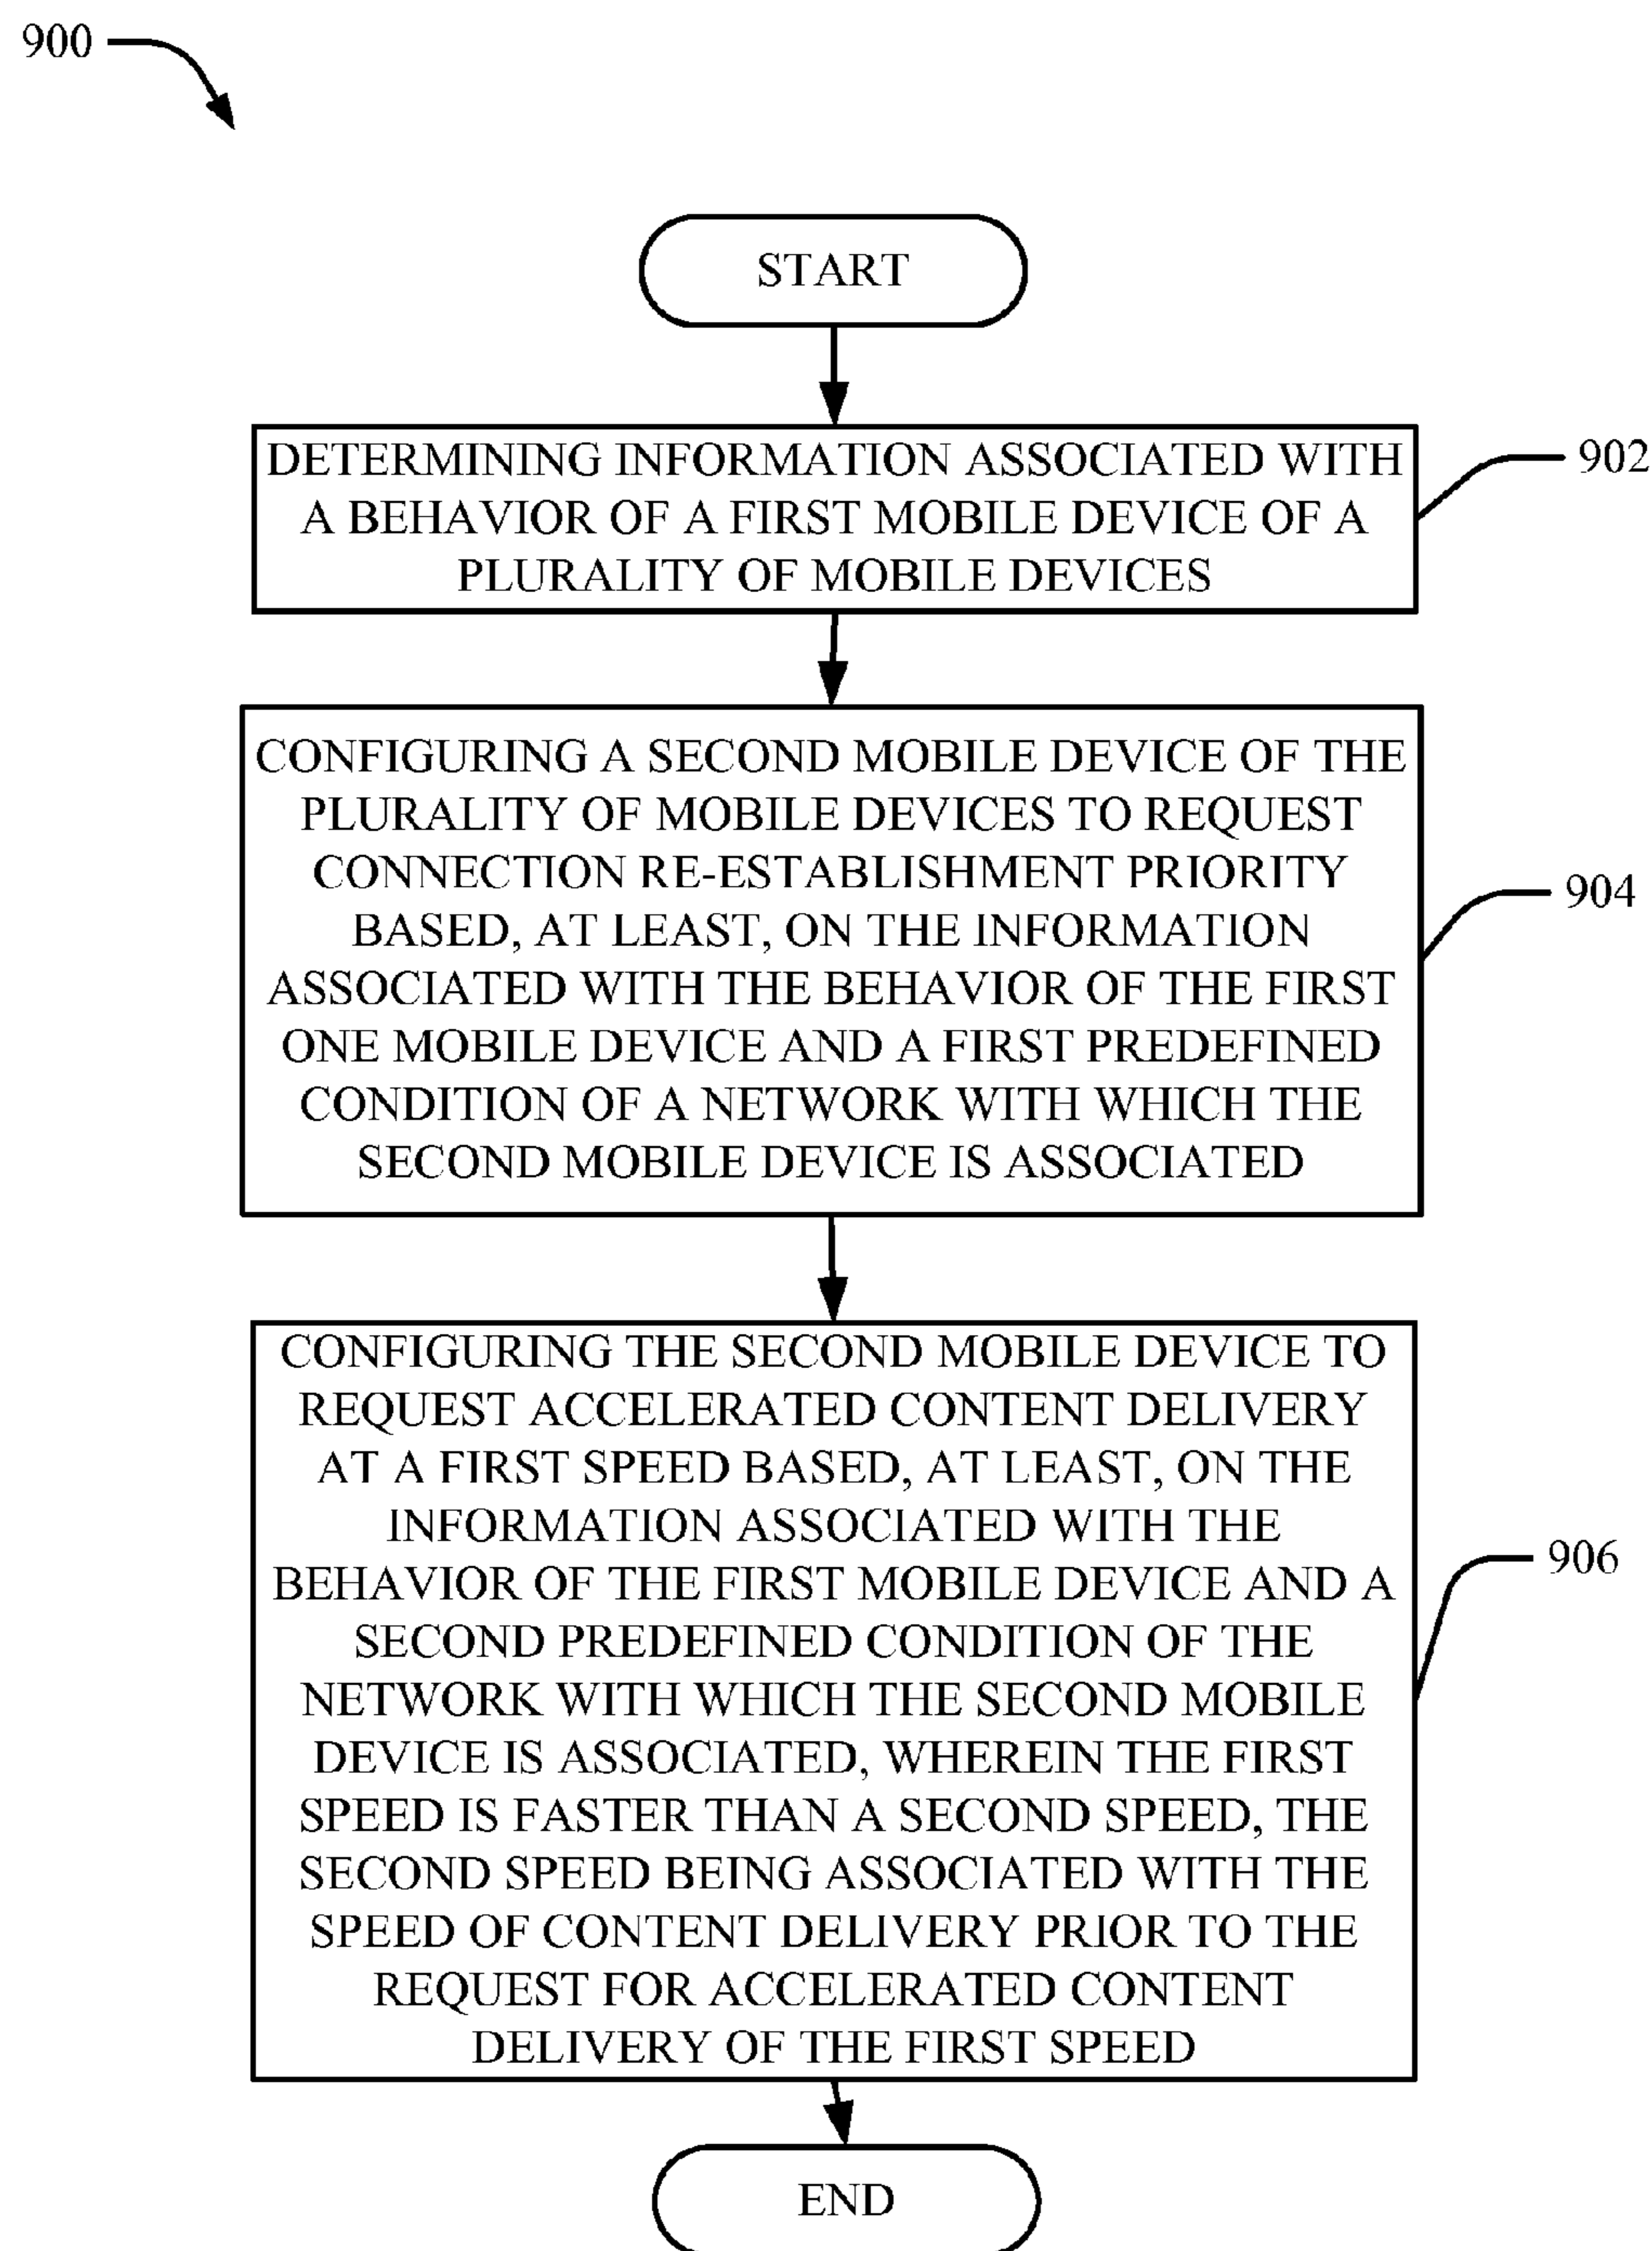 900
START
DETERMINING INFORMATION ASSOCIATED WITH
A BEHAVIOR OF A FIRST MOBILE DEVICE OF A
PLURALITY OF MOBILE DEVICES
902
CONFIGURING A SECOND MOBILE DEVICE OF THE
PLURALITY OF MOBILE DEVICES TO REQUEST
CONNECTION RE-ESTABLISHMENT PRIORITY
BASED, AT LEAST, ON THE INFORMATION
ASSOCIATED WITH THE BEHAVIOR OF THE FIRST
ONE MOBILE DEVICE AND A FIRST PREDEFINED
CONDITION OF A NETWORK WITH WHICH THE
SECOND MOBILE DEVICE IS ASSOCIATED
904
CONFIGURING THE SECOND MOBILE DEVICE TO
REQUEST ACCELERATED CONTENT DELIVERY
AT A FIRST SPEED BASED, AT LEAST, ON THE
INFORMATION ASSOCIATED WITH THE
BEHAVIOR OF THE FIRST MOBILE DEVICE AND A
SECOND PREDEFINED CONDITION OF THE
NETWORK WITH WHICH THE SECOND MOBILE
DEVICE IS ASSOCIATED, WHEREIN THE FIRST
SPEED IS FASTER THAN A SECOND SPEED, THE
SECOND SPEED BEING ASSOCIATED WITH THE
SPEED OF CONTENT DELIVERY PRIOR TO THE
REQUEST FOR ACCELERATED CONTENT
DELIVERY OF THE FIRST SPEED
906
END